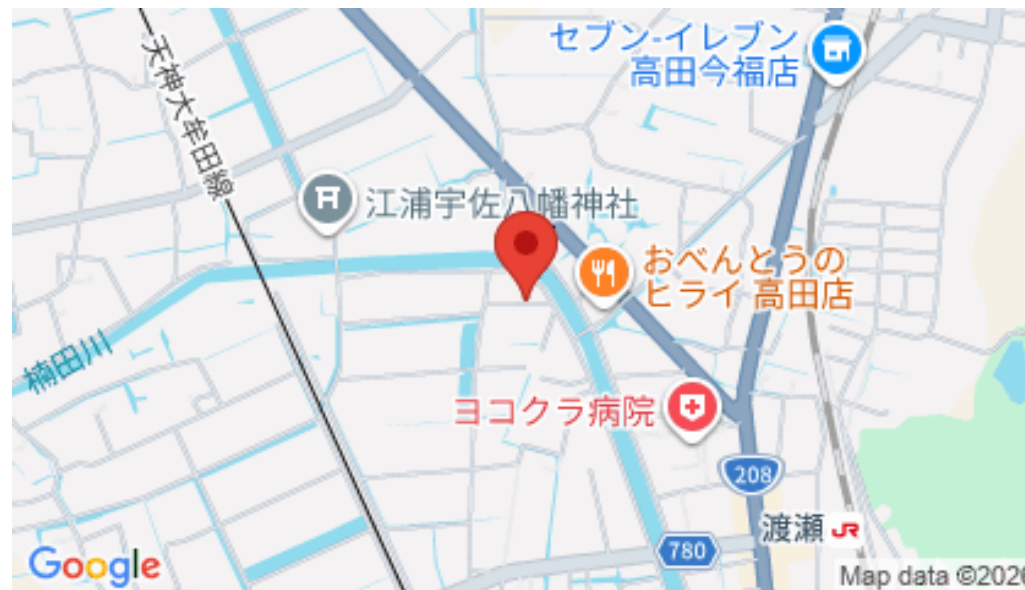 セブン-イレブン
高田今福店
天神大牟田線
江浦宇佐八幡神社
おべんとうの
ヒライ 高田店
楠田川
ヨコクラ病院
208
渡瀬 JR
780
Google
Map data ©2026